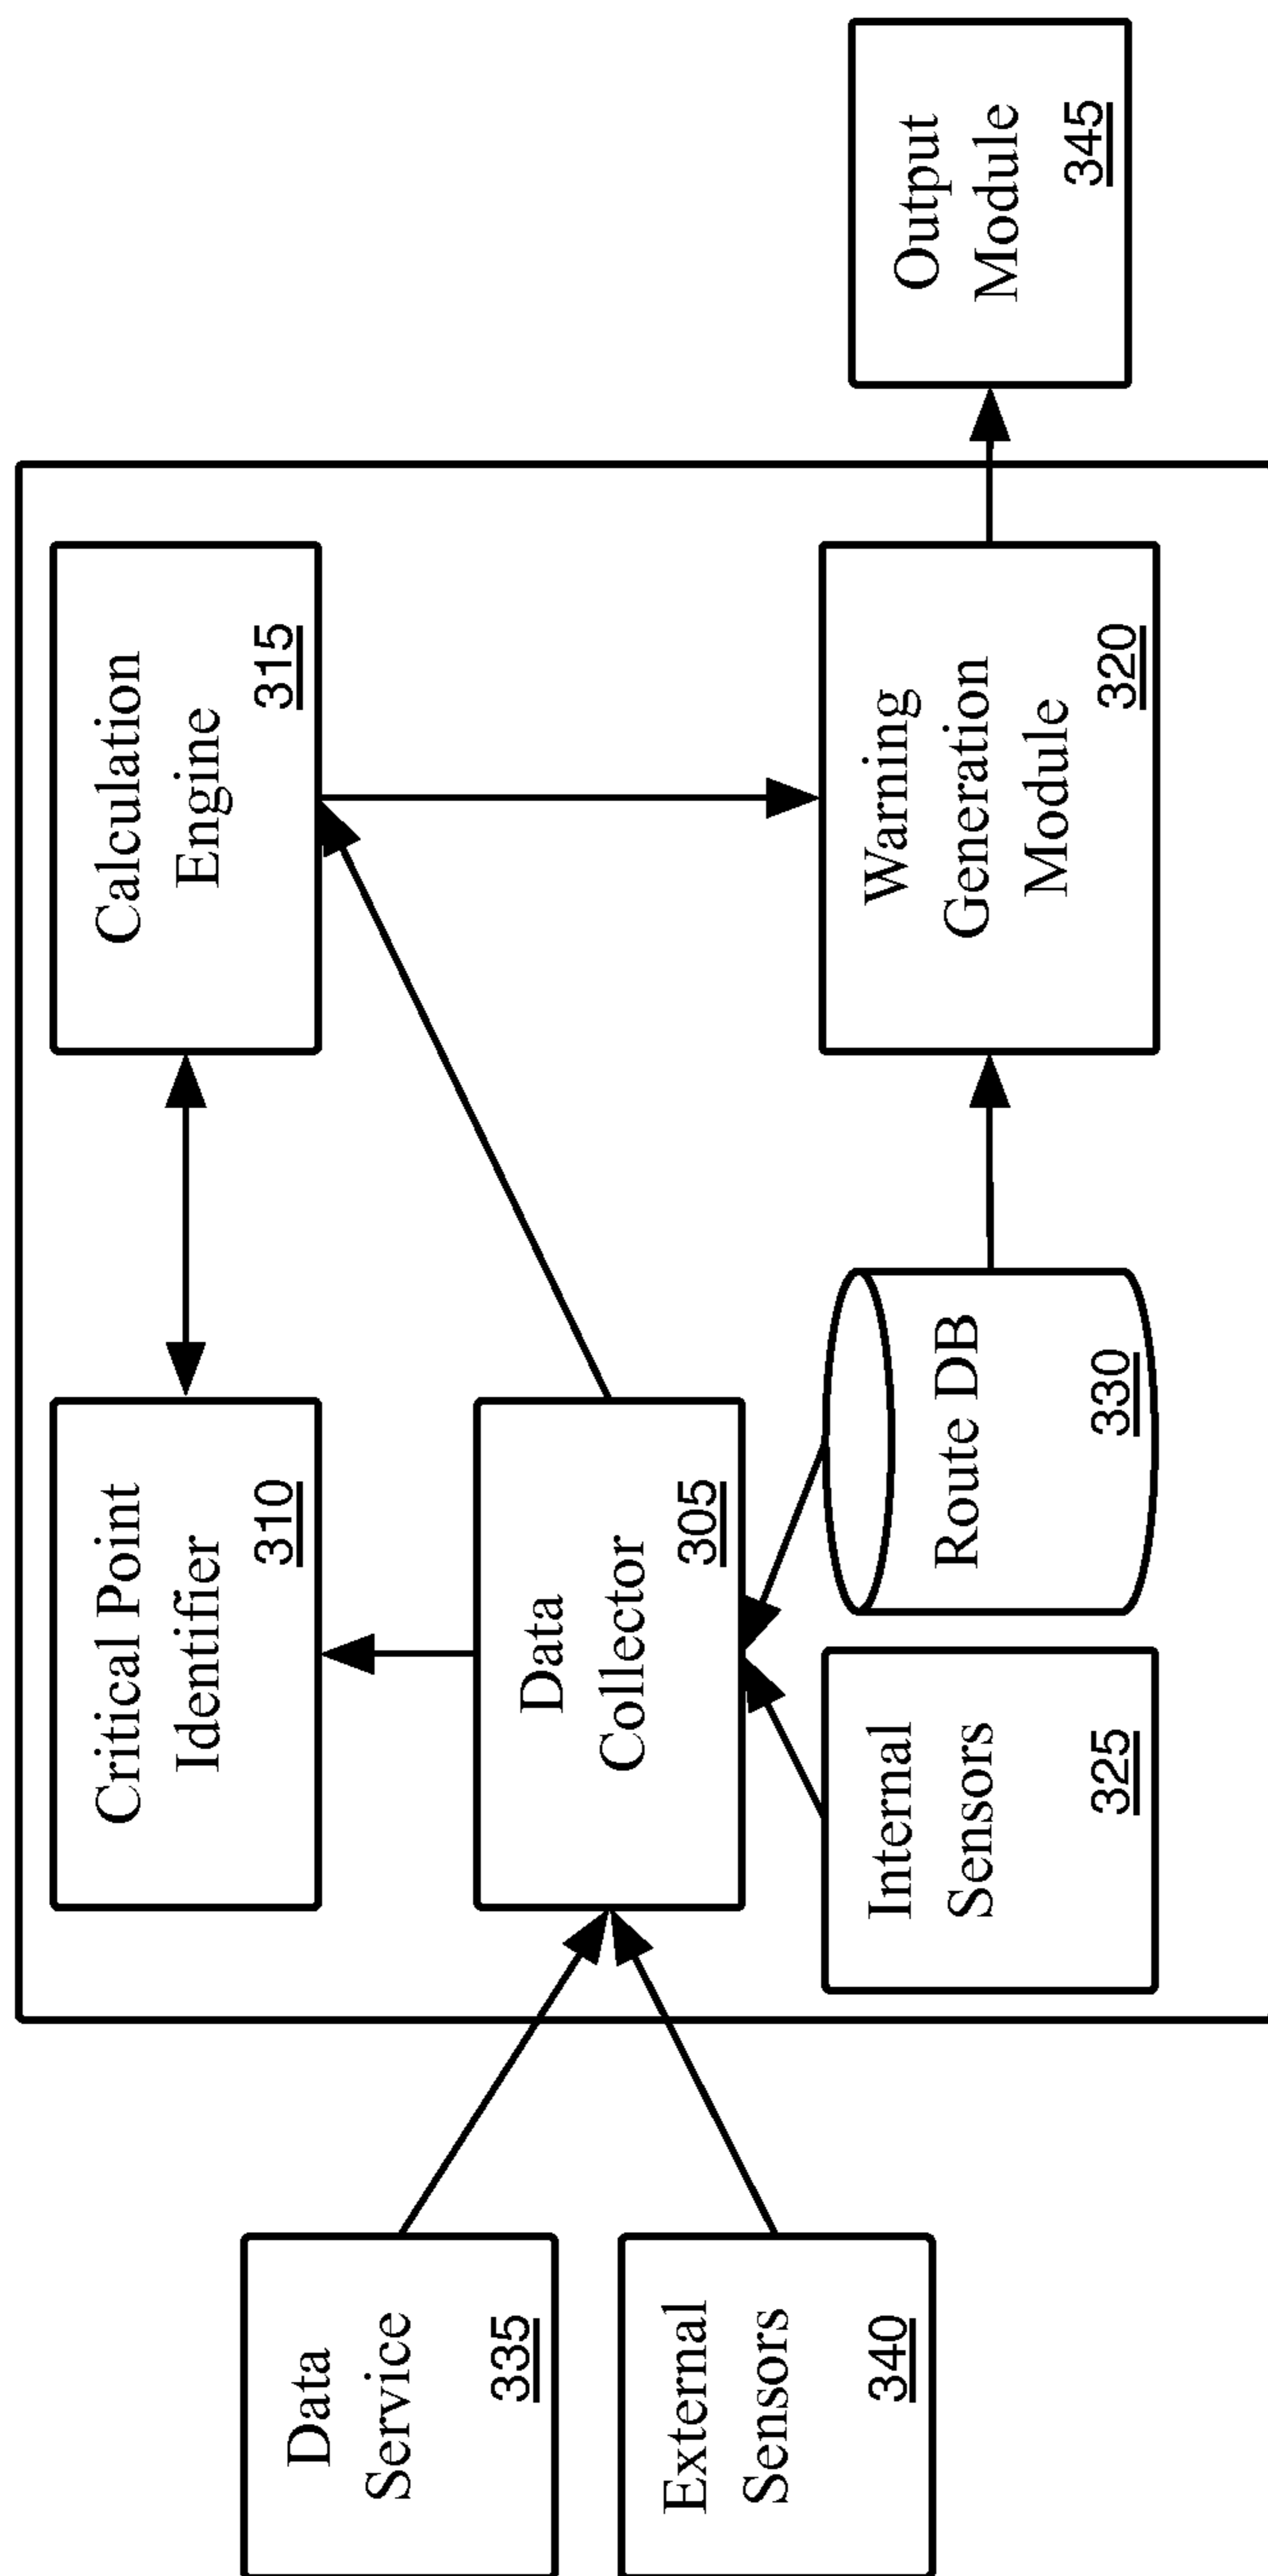 Data
Service
335
External
Sensors
340
Critical Point
Identifier
310
Calculation
Engine
315
Data
Collector
305
Internal
Sensors
325
Route DB
330
Warning
Generation
Module
320
Output
Module
345